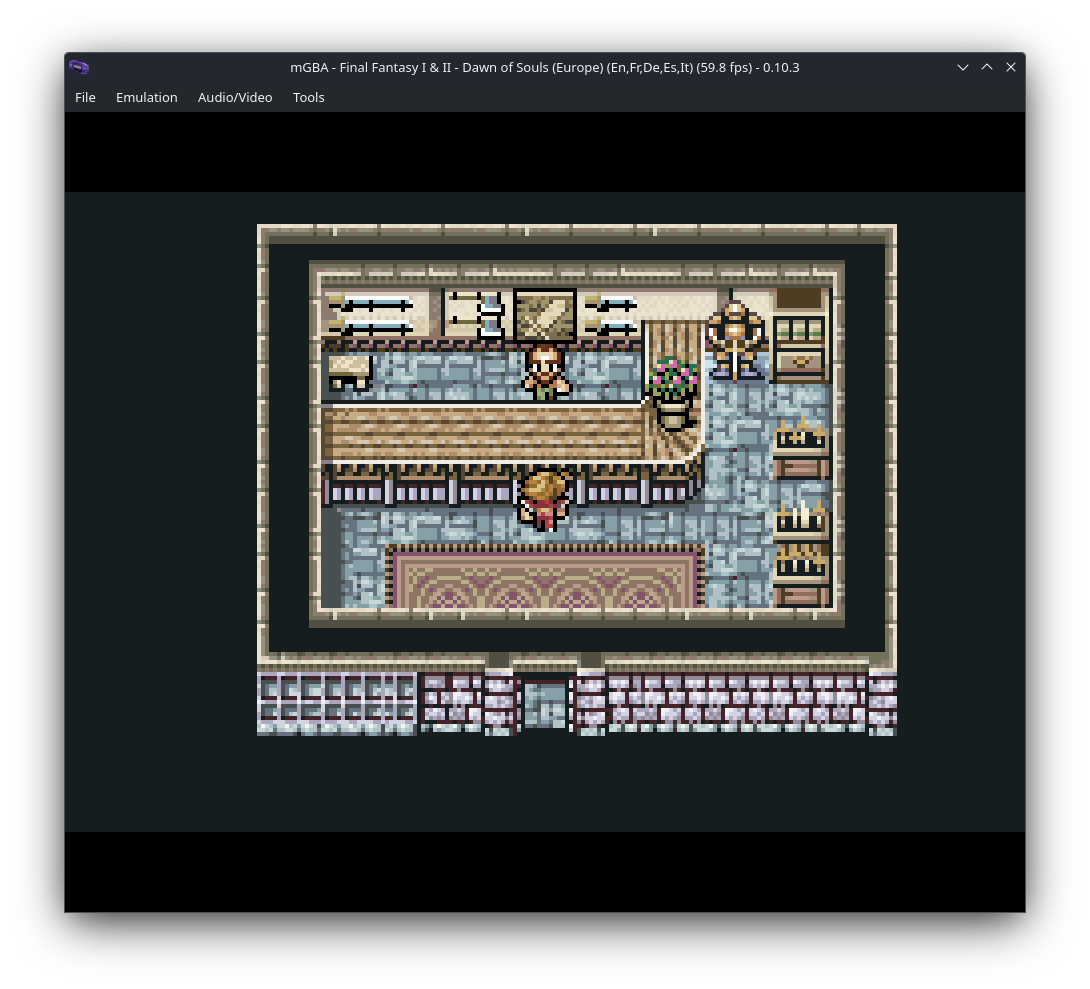 mGBA - Final Fantasy I & II - Dawn of Souls (Europe) (En,Fr,De,Es,It) (59.8 fps) - 0.10.3
File Emulation Audio/Video Tools